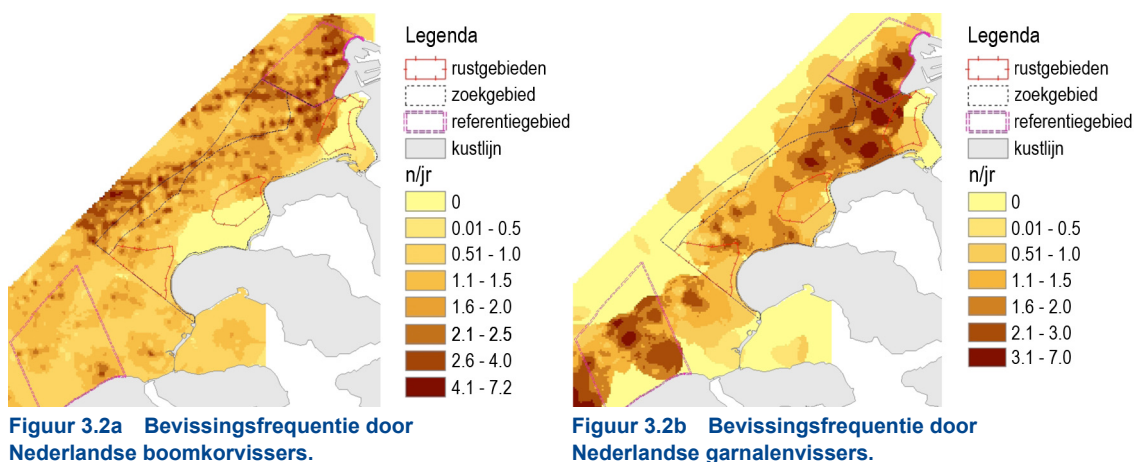 Legenda
rustgebieden
zoekgebied
referentiegebied
kustlijn
n/jr
0
0.01 - 0.5
0.51 - 1.0
1.1 - 1.5
1.6 - 2.0
2.1 - 2.5
2.6 - 4.0
4.1 - 7.2
Figuur 3.2a Bevissingsfrequentie door
Nederlandse boomkorvissers.
Legenda
rustgebieden
zoekgebied
referentiegebied
kustlijn
n/jr
0
0.01 - 0.5
0.51 - 1.0
1.1 - 1.5
1.6 - 2.0
2.1 - 3.0
3.1 - 7.0
Figuur 3.2b Bevissingsfrequentie door
Nederlandse garnalenvissers.